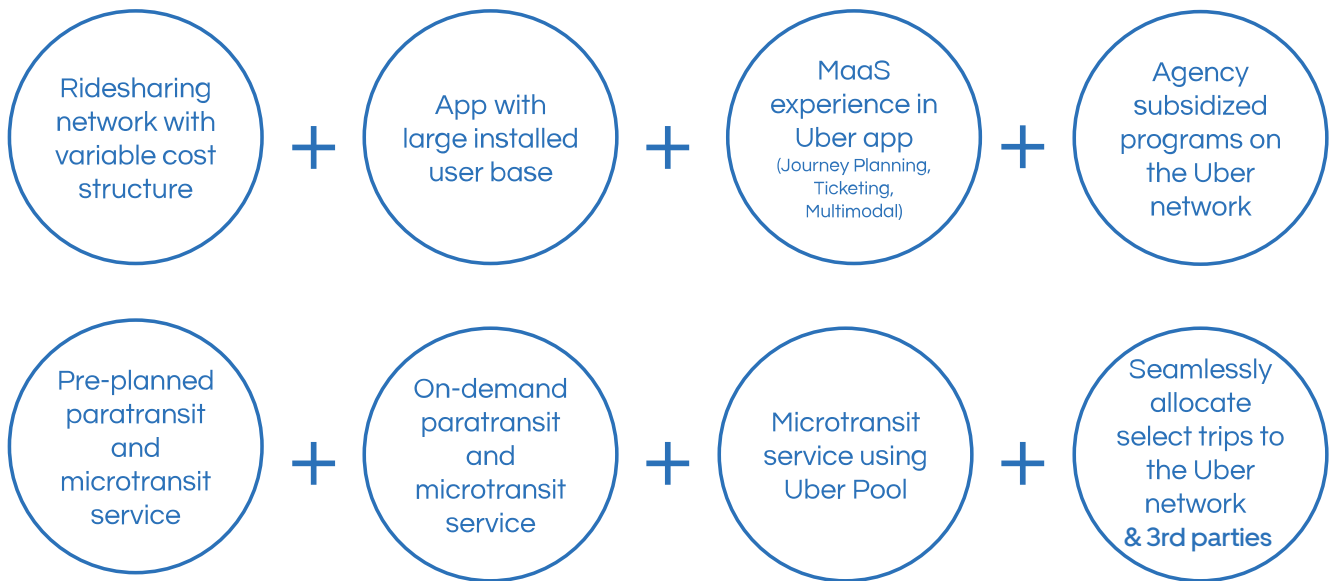 Ridesharing
network with
variable cost
structure
+
App with
large installed
user base
+
MaaS
experience in
Uber app
(Journey Planning,
Ticketing,
Multimodal)
+
Agency
subsidized
programs on
the Uber
network
Pre-planned
paratransit
and
microtransit
service
+
On-demand
paratransit
and
microtransit
service
+
Microtransit
service using
Uber Pool
+
Seamlessly
allocate
select trips to
the Uber
network
& 3rd parties